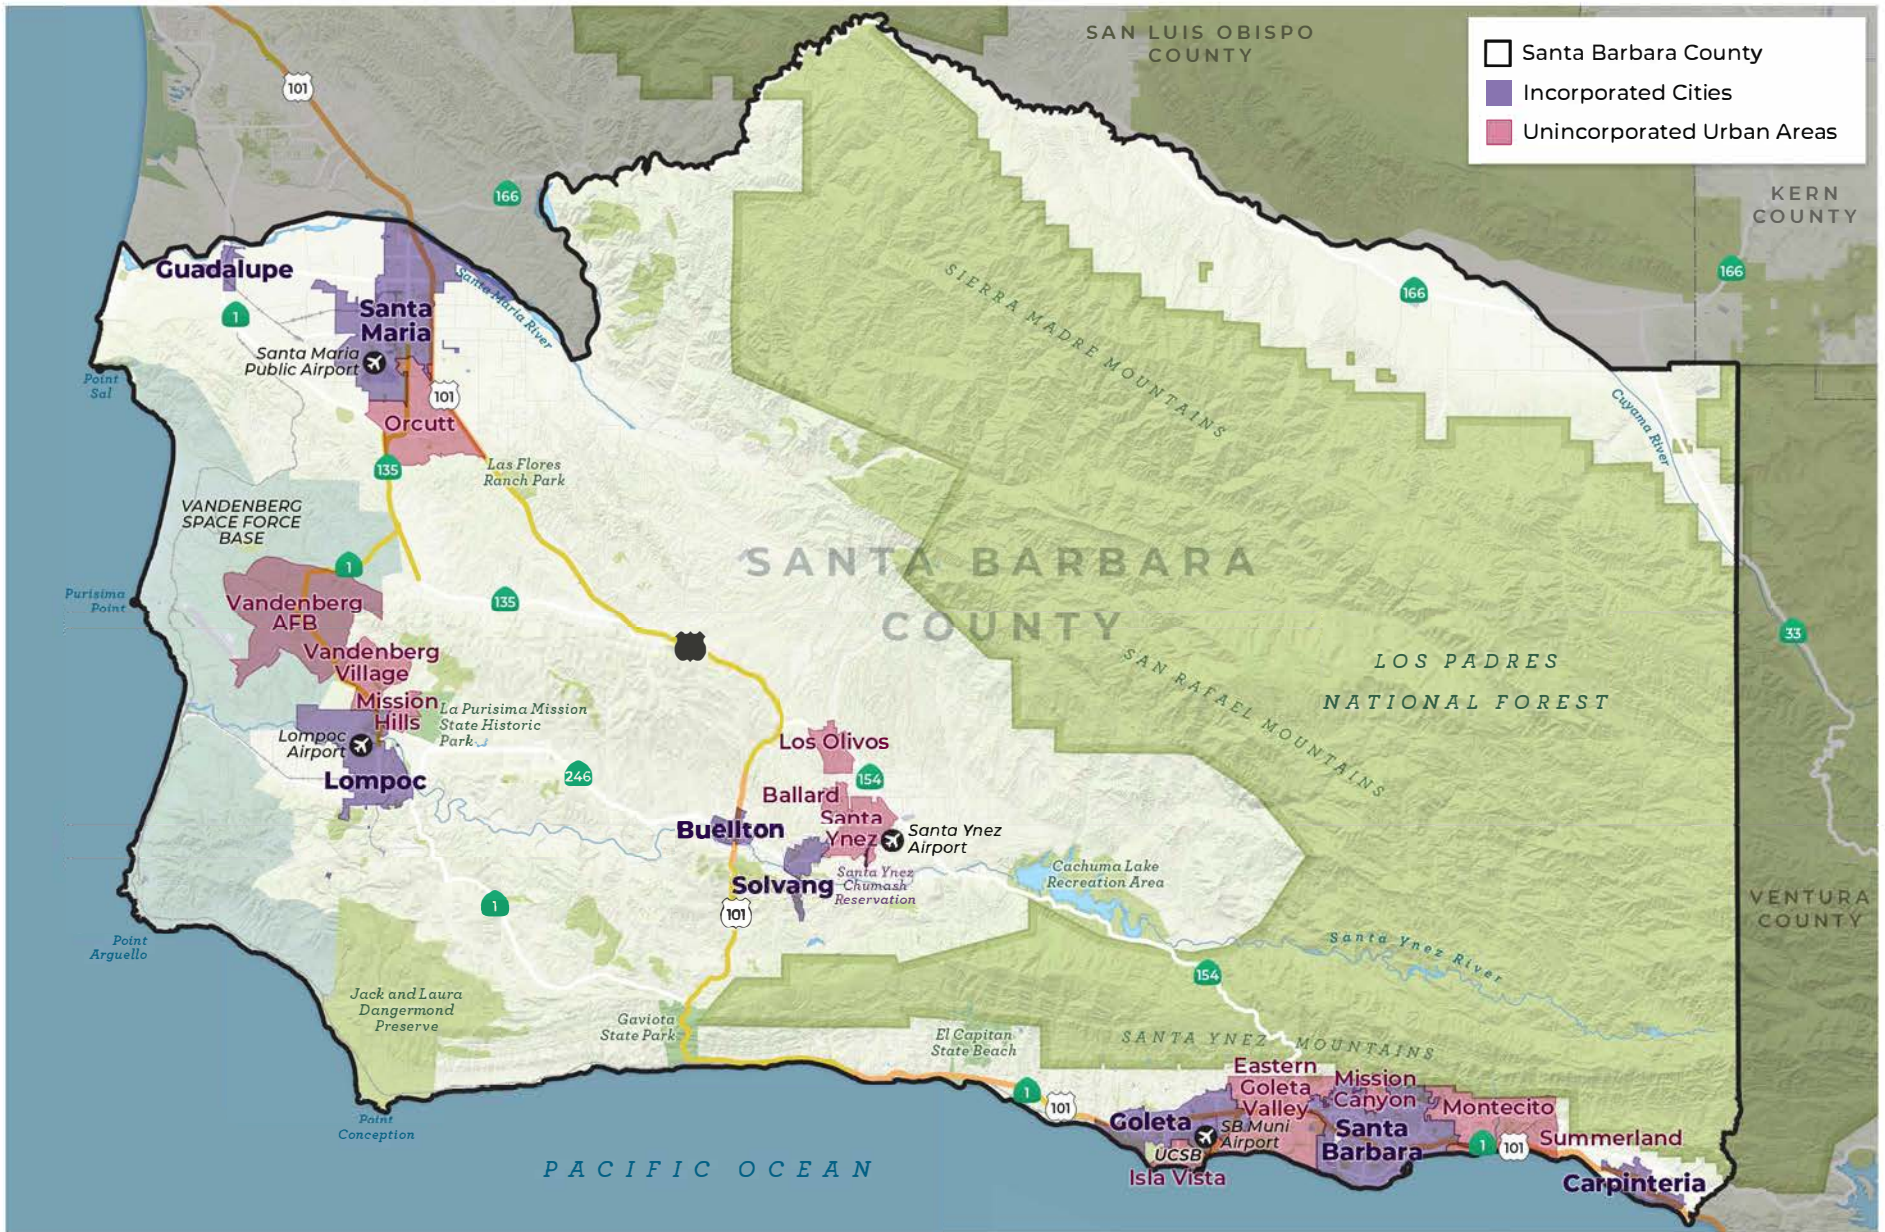 SAN LUIS OBISPO
COUNTY
Santa Barbara County
Incorporated Cities
Unincorporated Urban Areas
101
166
KERN
COUNTY
166
166
Guadalupe
1
Santa
Maria
Santa Maria River
Santa Maria
Public Airport
Point
Sal
101
Orcutt
135
Las Flores
Ranch Park
SIERRA MADRE MOUNTAINS
Cuyama River
VANDENBERG
SPACE FORCE
BASE
1
SANTA BARBARA
COUNTY
Purisima
Point
Vandenberg
AFB
135
33
Vandenberg
Village
SAN RAFAEL MOUNTAINS
LOS PADRES
NATIONAL FOREST
Mission
Hills
La Purisima Mission
State Historic
Park
Lompoc
Airport
Lompoc
246
Los Olivos
154
Ballard
Santa
Ynez
Santa Ynez
Airport
Buellton
Solvang
Santa Ynez
Chumash
Reservation
Cachuma Lake
Recreation Area
1
101
VENTURA
COUNTY
Point
Arguello
Santa Ynez River
154
Jack and Laura
Dangermond
Preserve
Gaviota
State Park
El Capitan
State Beach
SANTA YNEZ MOUNTAINS
Point
Conception
1
101
Eastern
Goleta
Valley
Mission
Canyon
Montecito
Goleta
SB Muni
Airport
Santa
Barbara
1
101
Summerland
UCSB
Isla Vista
Carpinteria
PACIFIC OCEAN